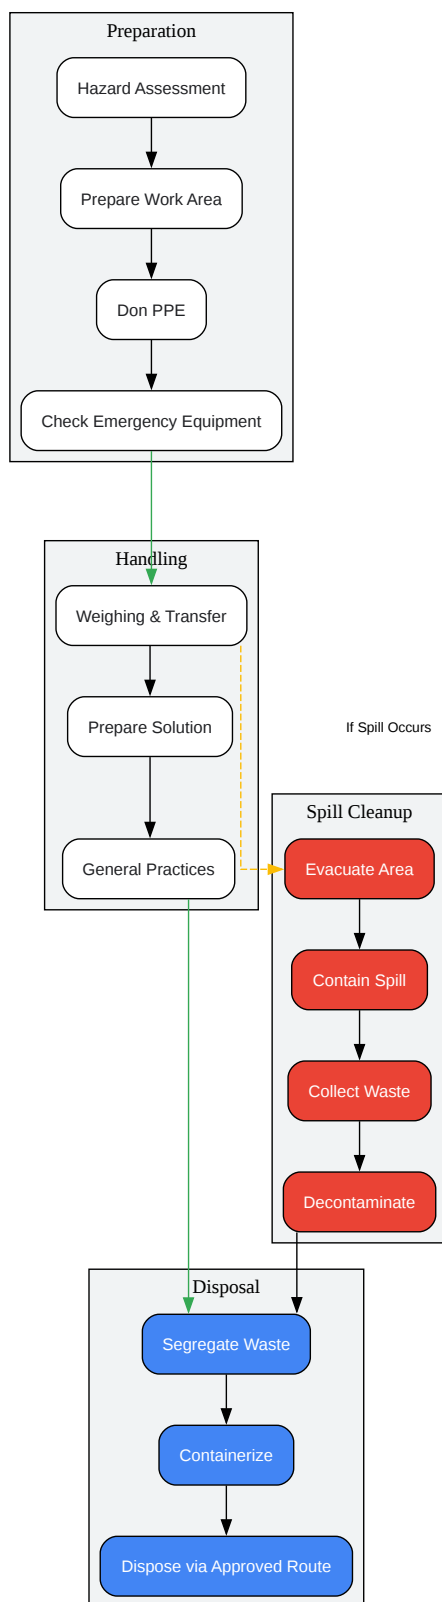 Preparation
Hazard Assessment
Prepare Work Area
Don PPE
Check Emergency Equipment
Handling
Weighing & Transfer
Prepare Solution
If Spill Occurs
General Practices
Spill Cleanup
Evacuate Area
Contain Spill
Collect Waste
Decontaminate
Disposal
Segregate Waste
Containerize
Dispose via Approved Route